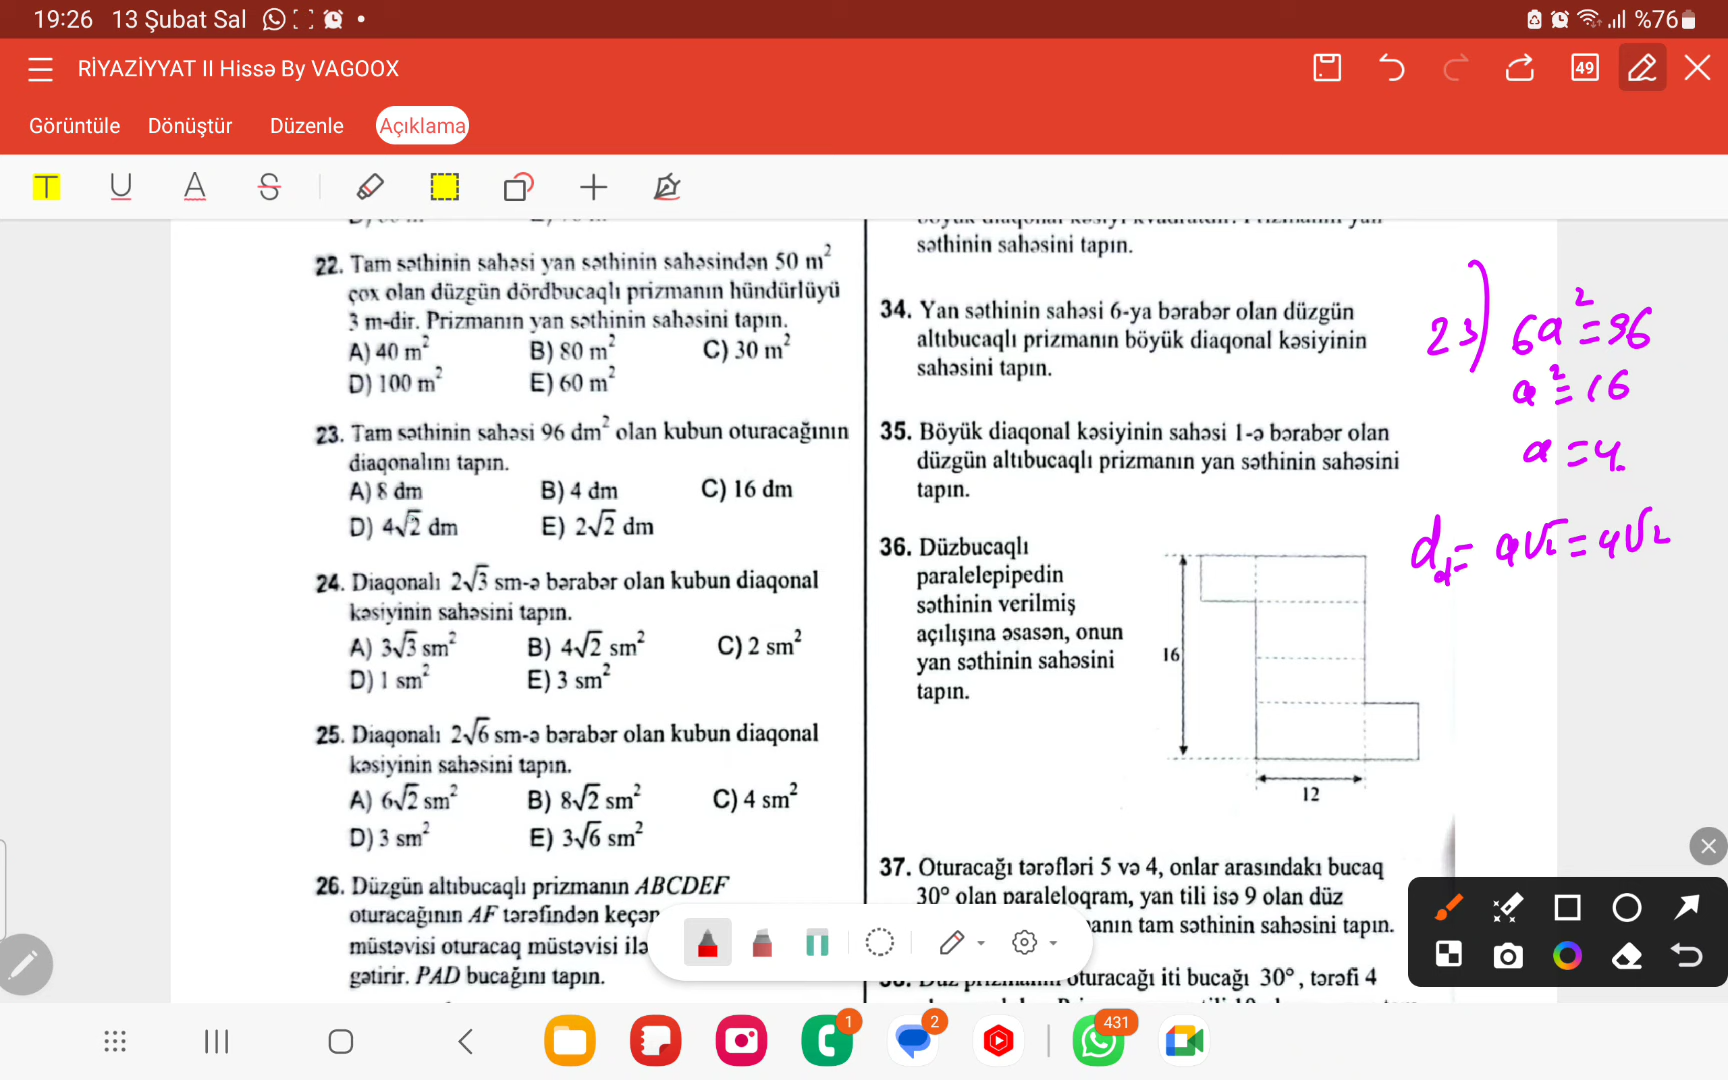 19:26 13 Şubat Sal
%76
RİYAZİYYAT II Hissə By VAGOOX
49
Görüntüle Dönüştür Düzenle Açıklama
22. Tam səthinin sahəsi yan səthinin sahəsindən 50 m²
çox olan düzgün dördbucaqlı prizmanın hündürlüyü
3 m-dir. Prizmanın yan səthinin sahəsini tapın.
A) 40 m² B) 80 m² C) 30 m²
D) 100 m² E) 60 m²
23. Tam səthinin sahəsi 96 dm² olan kubun oturacağının
diaqonalını tapın.
A) 8 dm B) 4 dm C) 16 dm
D) 4√2 dm E) 2√2 dm
24. Diaqonalı 2√3 sm-ə bərabər olan kubun diaqonal
kəsiyinin sahəsini tapın.
A) 3√3 sm² B) 4√2 sm² C) 2 sm²
D) 1 sm² E) 3 sm²
25. Diaqonalı 2√6 sm-ə bərabər olan kubun diaqonal
kəsiyinin sahəsini tapın.
A) 6√2 sm² B) 8√2 sm² C) 4 sm²
D) 3 sm² E) 3√6 sm²
26. Düzgün altıbucaqlı prizmanın ABCDEF
oturacağının AF tərəfindən keçən
müstəvisi oturacaq müstəvisi ilə
gətirir. PAD bucağını tapın.
böyük diaqonal kəsiyi kvadratdır. Prizmanın yan
səthinin sahəsini tapın.
34. Yan səthinin sahəsi 6-ya bərabər olan düzgün
altıbucaqlı prizmanın böyük diaqonal kəsiyinin
sahəsini tapın.
35. Böyük diaqonal kəsiyinin sahəsi 1-ə bərabər olan
düzgün altıbucaqlı prizmanın yan səthinin sahəsini
tapın.
36. Düzbucaqlı
paralelepipedin
səthinin verilmiş
açılışına əsasən, onun
yan səthinin sahəsini
tapın.
16
12
37. Oturacağı tərəfləri 5 və 4, onlar arasındakı bucaq
30° olan paraleloqram, yan tili isə 9 olan düz
anın tam səthinin sahəsini tapın.
oturacağı iti bucağı 30°, tərəfi 4
23) 6a²=96
a²=16
a=4
d = a√2 = 4√2
1
2
431